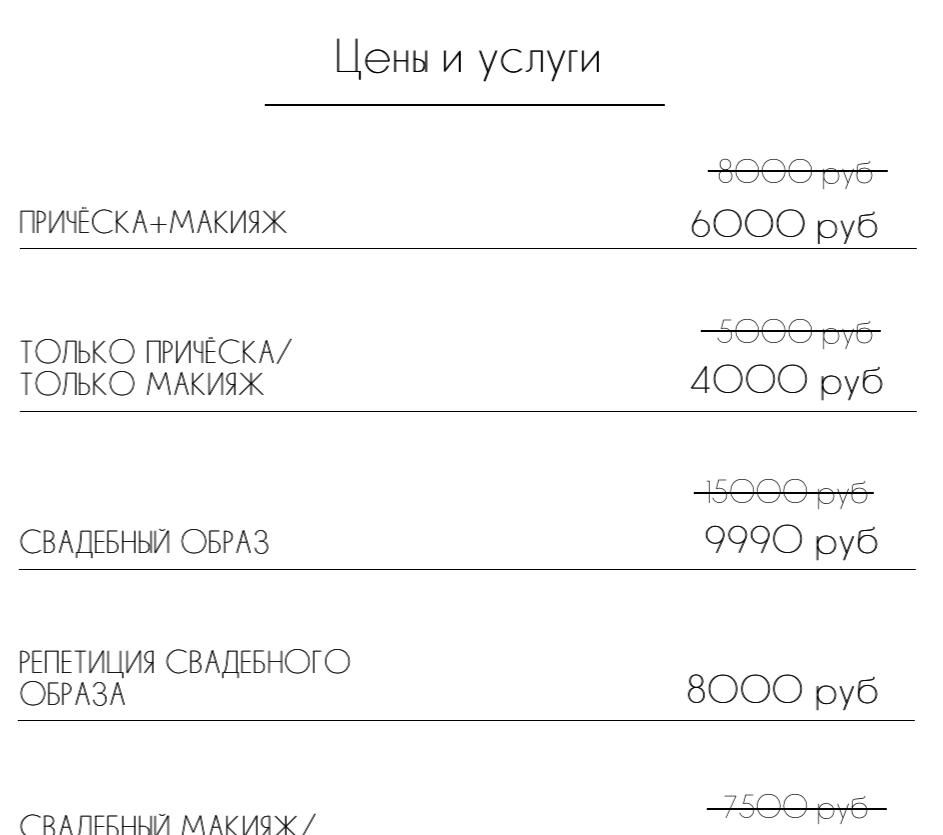 Цены и услуги
8000 руб
ПРИЧЁСКА+МАКИЯЖ
6000 руб
5000 руб
ТОЛЬКО ПРИЧЁСКА/
ТОЛЬКО МАКИЯЖ
4000 руб
15000 руб
СВАДЕБНЫЙ ОБРАЗ
9990 руб
РЕПЕТИЦИЯ СВАДЕБНОГО
ОБРАЗА
8000 руб
7500 руб
СВАДЕБНЫЙ МАКИЯЖ/